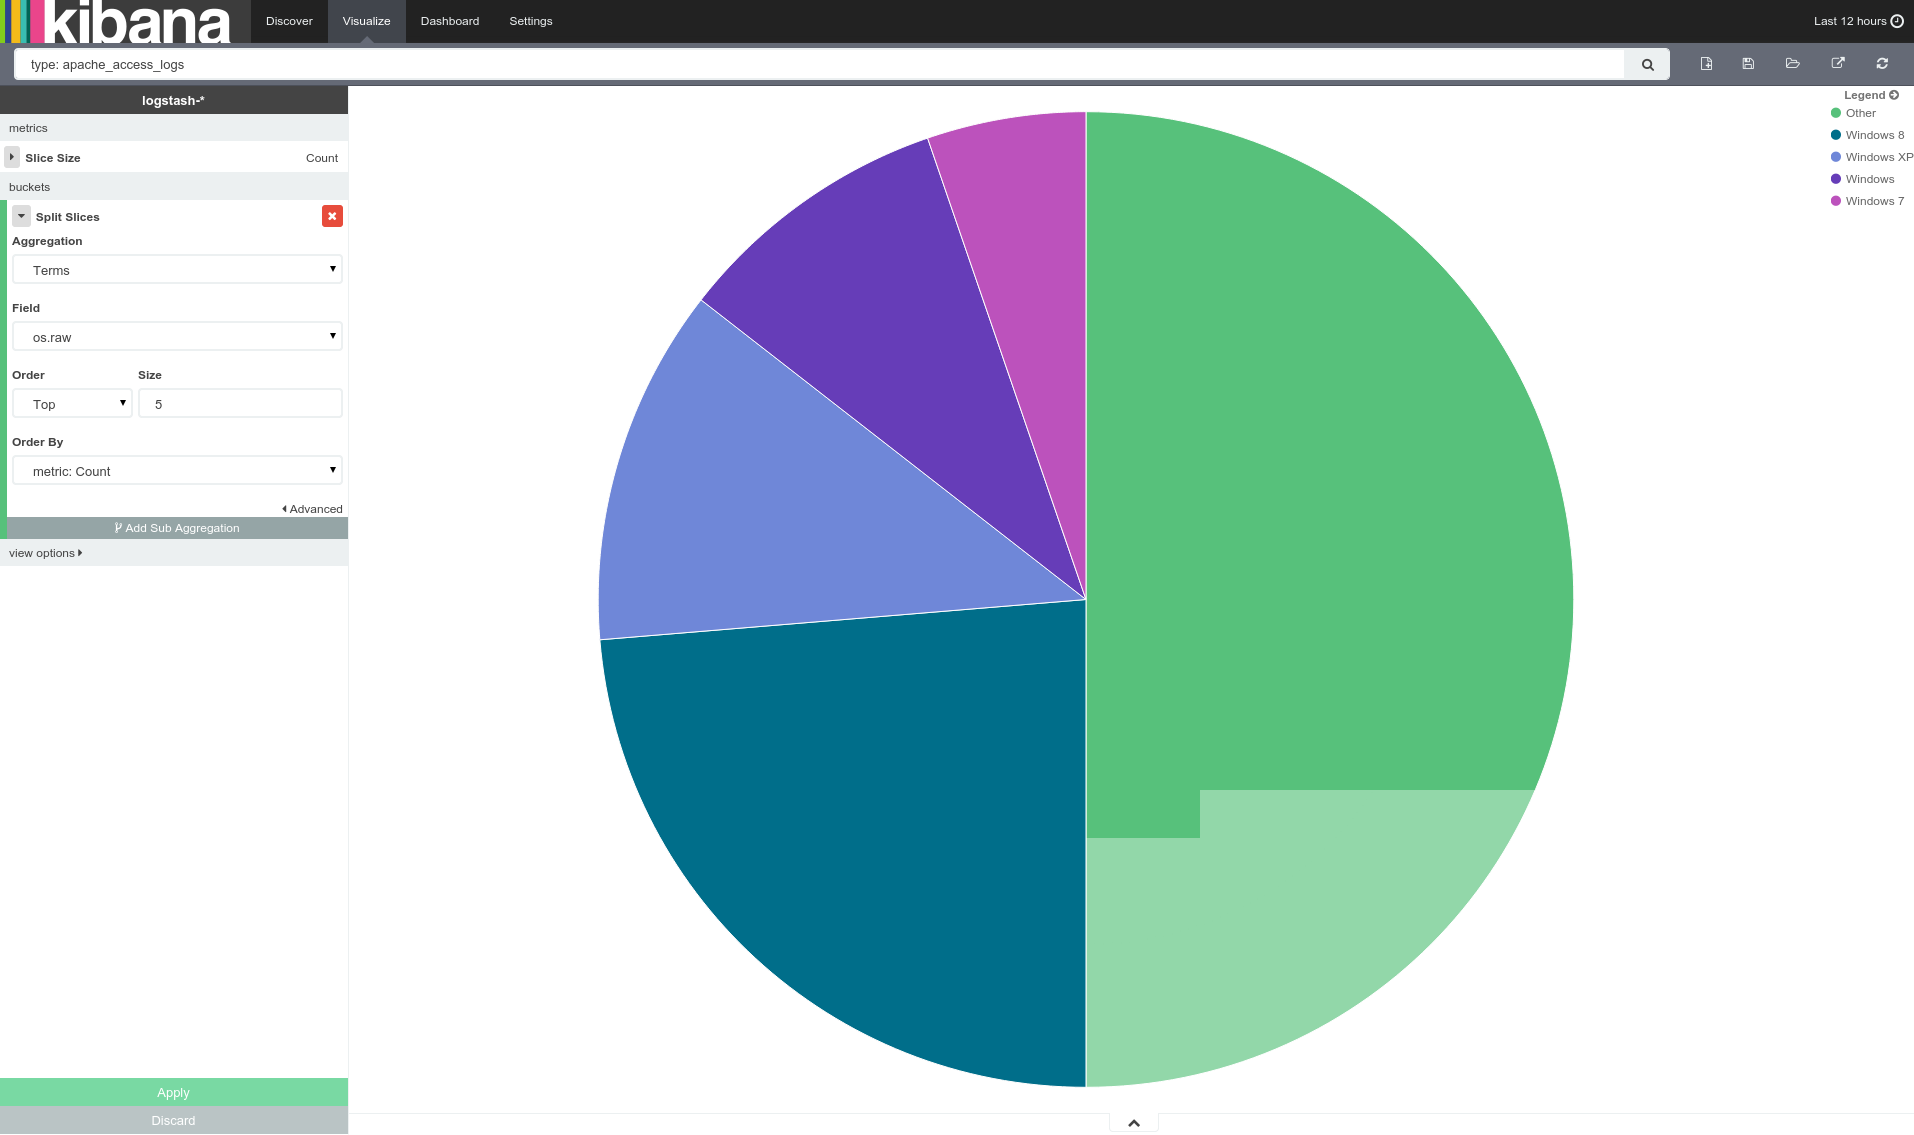 kibana
Discover Visualize Dashboard Settings Last 12 hours
type: apache_access_logs
logstash-*
metrics
Slice Size Count
buckets
Split Slices
Aggregation
Terms
Field
os.raw
Order Size
Top 5
Order By
metric: Count
Advanced
Add Sub Aggregation
view options
Apply
Discard
Legend
Other
Windows 8
Windows XP
Windows
Windows 7